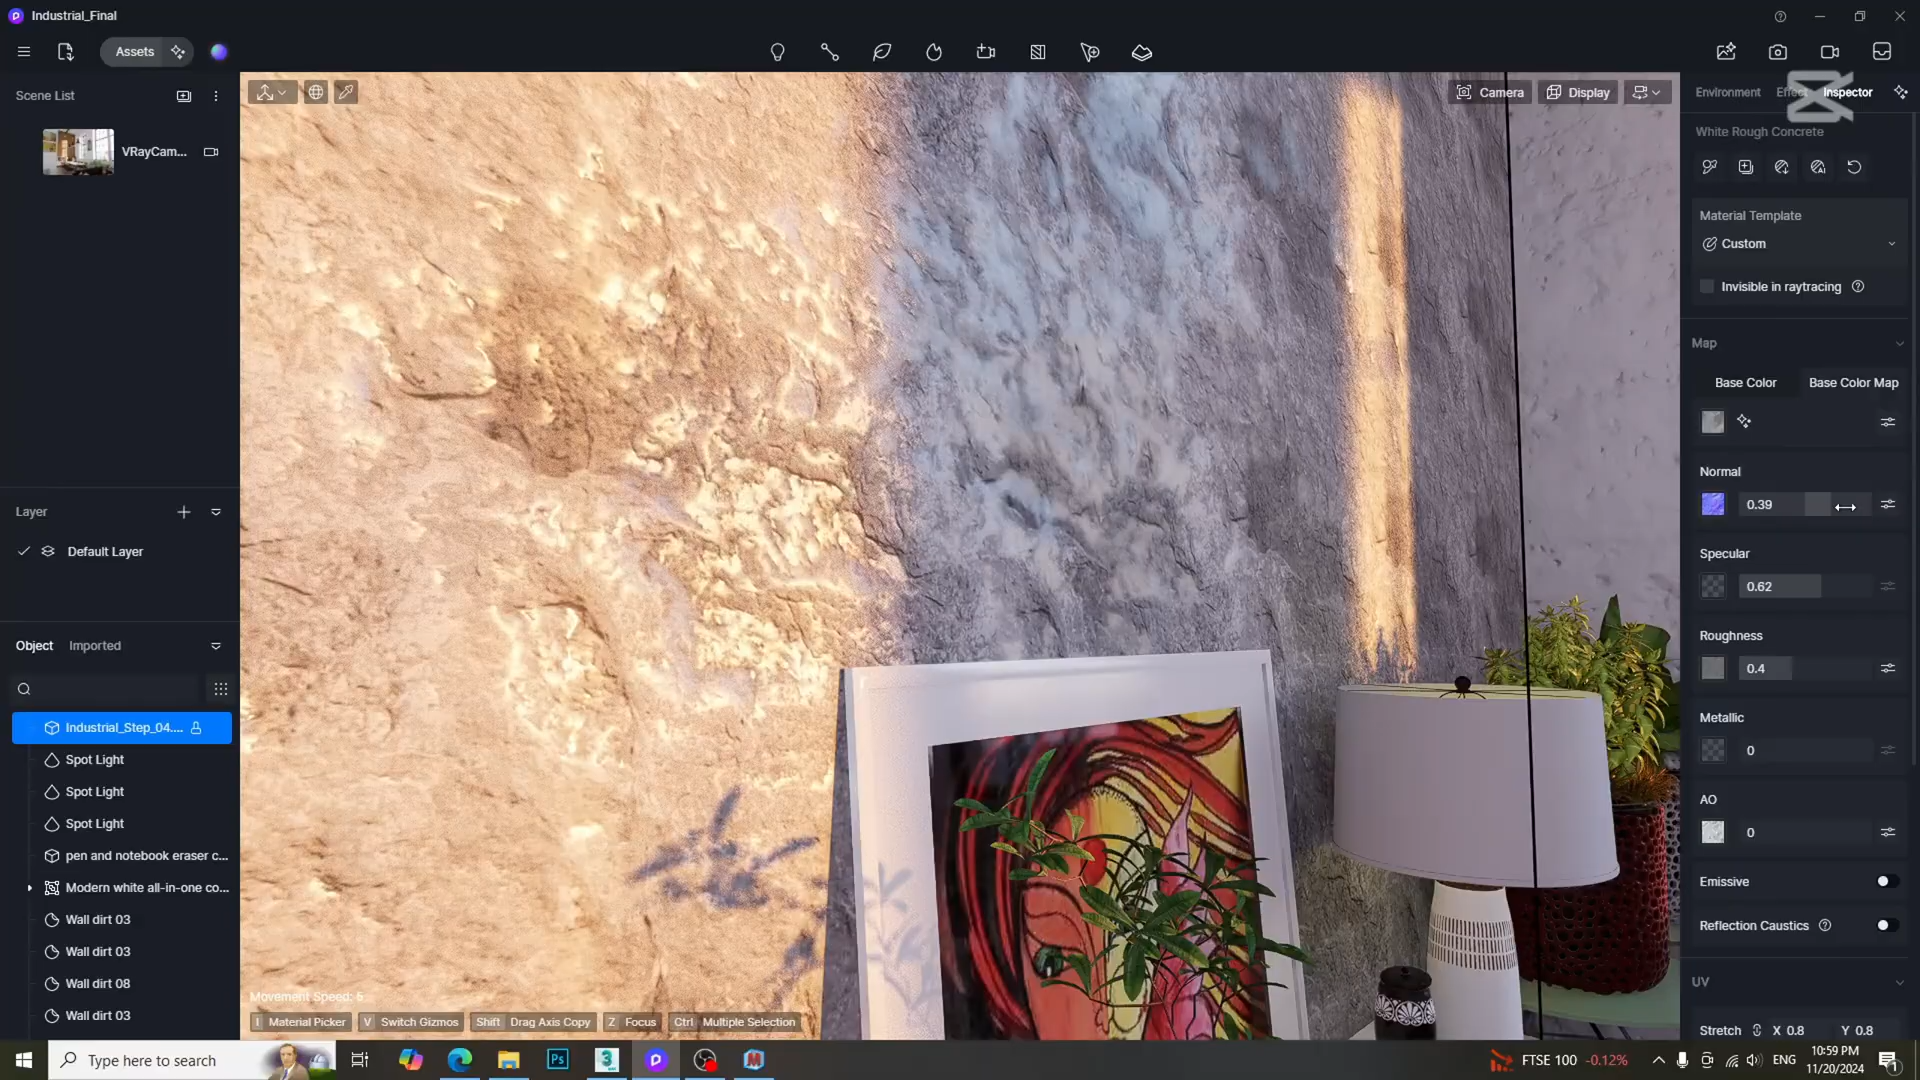 Industrial_Final
Assets
Scene List
VRayCam...
Layer
Default Layer
Object
Imported
Industrial_Step_04....
Spot Light
Spot Light
Spot Light
pen and notebook eraser c...
Modern white all-in-one co...
Wall dirt 03
Wall dirt 03
Wall dirt 08
Wall dirt 03
Camera
Display
Movement Speed: 5
I Material Picker
V Switch Gizmos
Shift Drag Axis Copy
Z Focus
Ctrl Multiple Selection
Environment
Effect
Inspector
White Rough Concrete
Material Template
Custom
Invisible in raytracing
Map
Base Color
Base Color Map
Normal
0.39
Specular
0.62
Roughness
0.4
Metallic
0
AO
0
Emissive
Reflection Caustics
UV
Stretch X 0.8 Y 0.8
Type here to search
Ps
3
FTSE 100 -0.12%
ENG
10:59 PM
11/20/2024
1